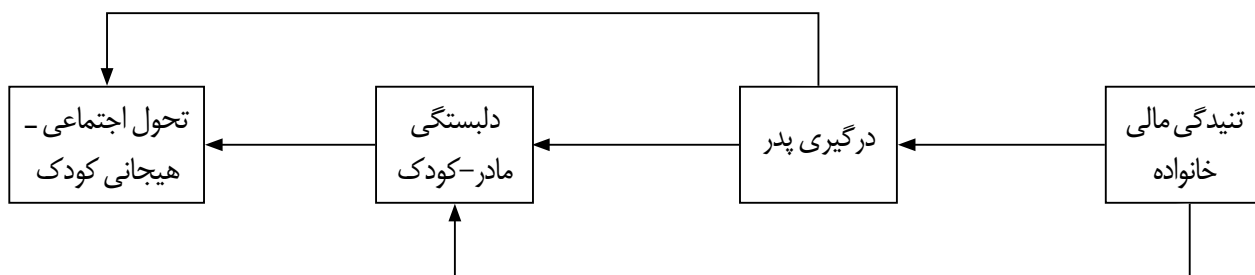 تنیدگی مالی
خانواده
درگیری پدر
دلبستگی
مادر-کودک
تحول اجتماعی ـ
هیجانی کودک